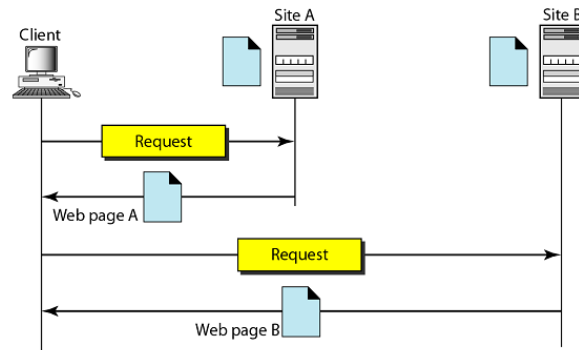 Site A
Site B
Client
Request
Web page A
Request
Web page B